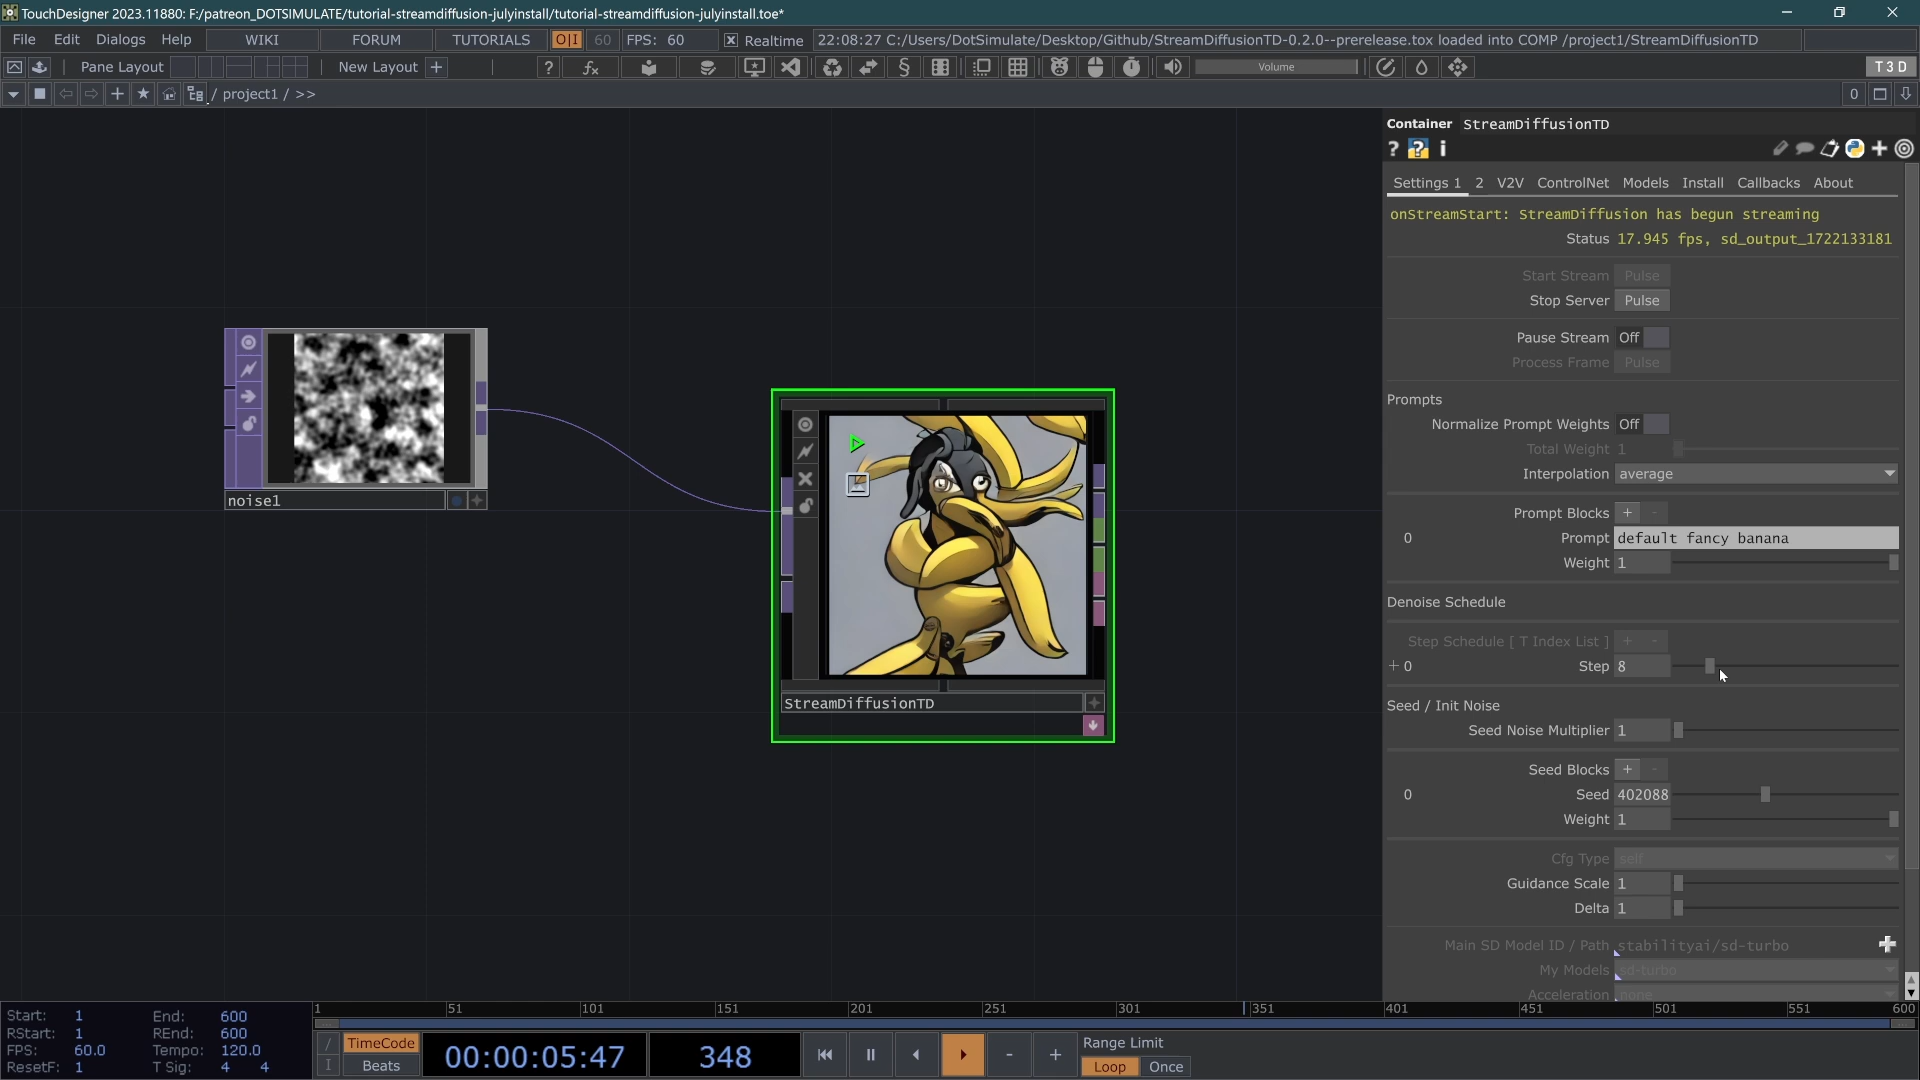 TouchDesigner 2023.11880: F:/patreon_DOTSIMULATE/tutorial-streamdiffusion-julyinstall/tutorial-streamdiffusion-julyinstall.toe*
File Edit Dialogs Help WIKI FORUM TUTORIALS O|I 60 FPS: 60 Realtime 22:08:27 C:/Users/DotSimulate/Desktop/Github/StreamDiffusionTD-0.2.0--prerelease.tox loaded into COMP /project1/StreamDiffusionTD
Pane Layout New Layout + ? fx Volume T3D
/ project1 / >> 0
Container StreamDiffusionTD
Settings 1 2 V2V ControlNet Models Install Callbacks About
onStreamStart: StreamDiffusion has begun streaming
Status 17.945 fps, sd_output_1722133181
Start Stream Pulse
Stop Server Pulse
Pause Stream Off
Process Frame Pulse
Prompts
Normalize Prompt Weights Off
Total Weight 1
Interpolation average
Prompt Blocks + -
0 Prompt default fancy banana
Weight 1
Denoise Schedule
Step Schedule [ T Index List ] + -
+ 0 Step 8
Seed / Init Noise
Seed Noise Multiplier 1
Seed Blocks + -
0 Seed 402088
Weight 1
Cfg Type self
Guidance Scale 1
Delta 1
Main SD Model ID / Path stabilityai/sd-turbo
My Models sd-turbo
Acceleration none
noise1
StreamDiffusionTD
Start: 1 End: 600
RStart: 1 REnd: 600
FPS: 60.0 Tempo: 120.0
ResetF: 1 T Sig: 4 4
1 51 101 151 201 251 301 351 401 451 501 551 600
TimeCode
Beats
00:00:05:47 348
- +
Range Limit
Loop Once